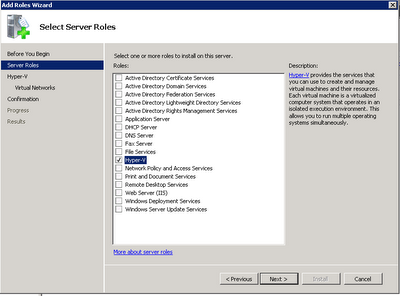 Add Roles Wizard
Select Server Roles
Before You Begin
Server Roles
Hyper-V
Virtual Networks
Confirmation
Progress
Results
Select one or more roles to install on this server.
Roles:
Active Directory Certificate Services
Active Directory Domain Services
Active Directory Federation Services
Active Directory Lightweight Directory Services
Active Directory Rights Management Services
Application Server
DHCP Server
DNS Server
Fax Server
File Services
Hyper-V
Network Policy and Access Services
Print and Document Services
Remote Desktop Services
Web Server (IIS)
Windows Deployment Services
Windows Server Update Services
More about server roles
Description:
Hyper-V provides the services that
you can use to create and manage
virtual machines and their resources.
Each virtual machine is a virtualized
computer system that operates in an
isolated execution environment. This
allows you to run multiple operating
systems simultaneously.
< Previous
Next >
Install
Cancel